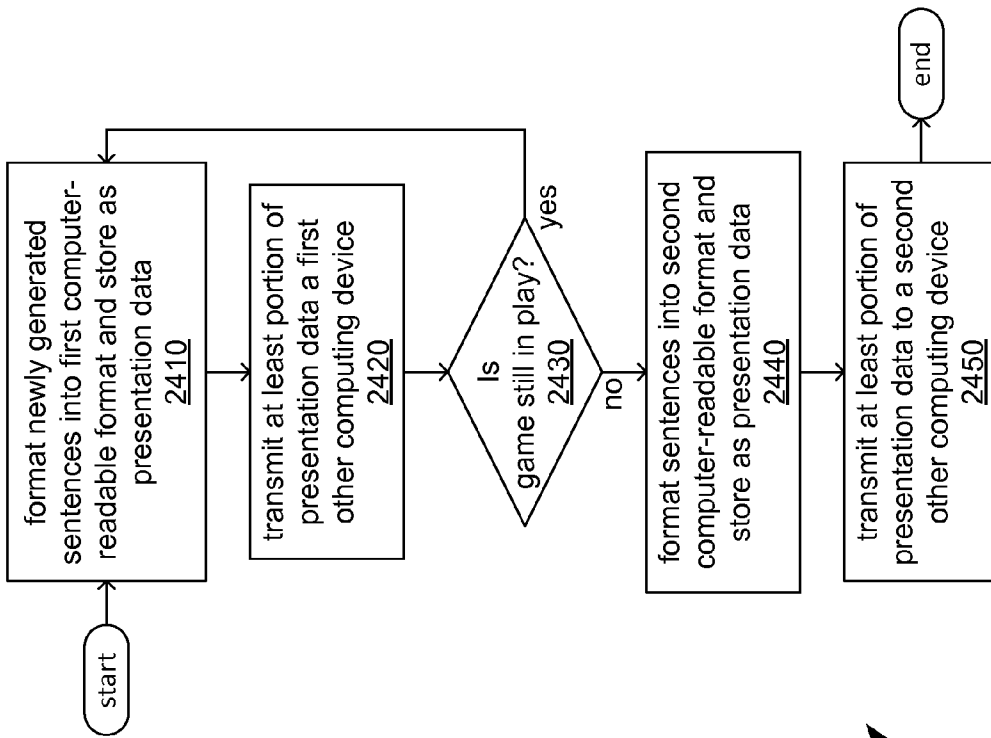 start
format newly generated
sentences into first computer-
readable format and store as
presentation data
2410
transmit at least portion of
presentation data a first
other computing device
2420
Is
game still in play?
2430
yes
no
format sentences into second
computer-readable format and
store as presentation data
2440
transmit at least portion of
presentation data to a second
other computing device
2450
end